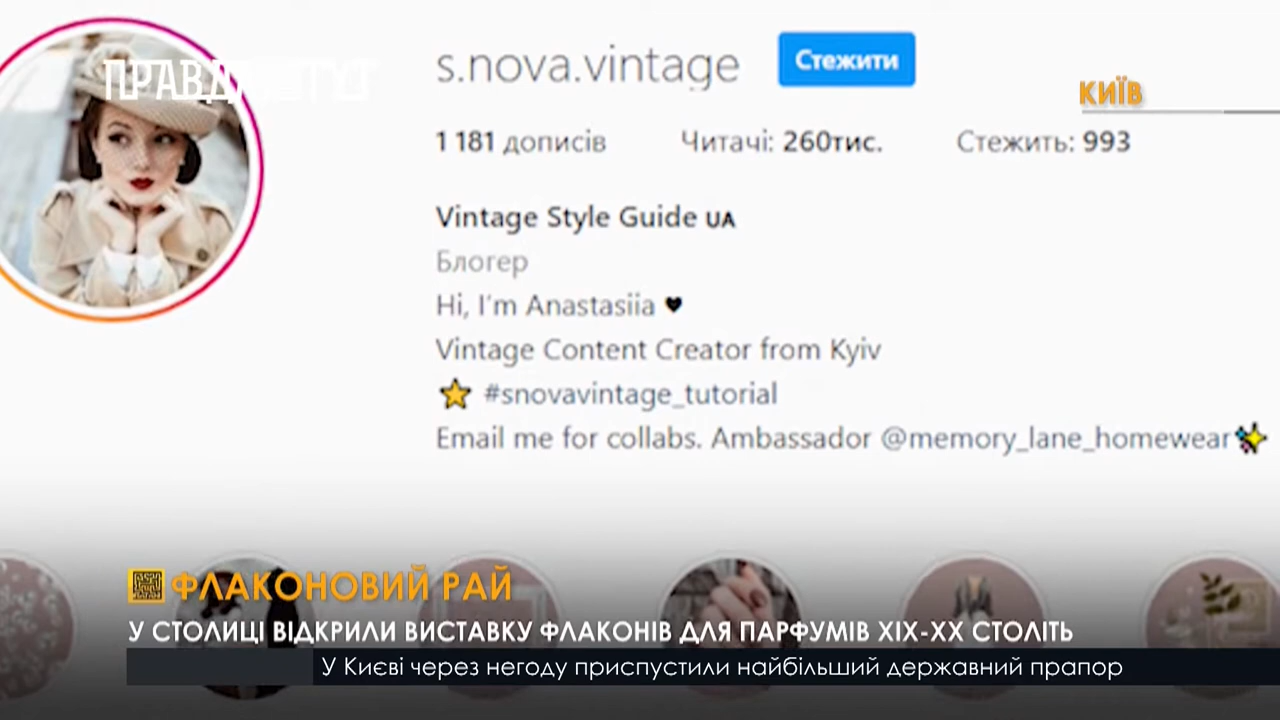 s.nova.vintage
Стежити
КИЇВ
1 181 дописів
Читачі: 260тис.
Стежить: 993
Vintage Style Guide UA
Блогер
Hi, I'm Anastasiia ♥
Vintage Content Creator from Kyiv
⭐ #snovavintage_tutorial
Email me for collabs. Ambassador @memory_lane_homewear✨
ФЛАКОНОВИЙ РАЙ
У СТОЛИЦІ ВІДКРИЛИ ВИСТАВКУ ФЛАКОНІВ ДЛЯ ПАРФУМІВ XIX-XX СТОЛІТЬ
У Києві через негоду приспустили найбільший державний прапор